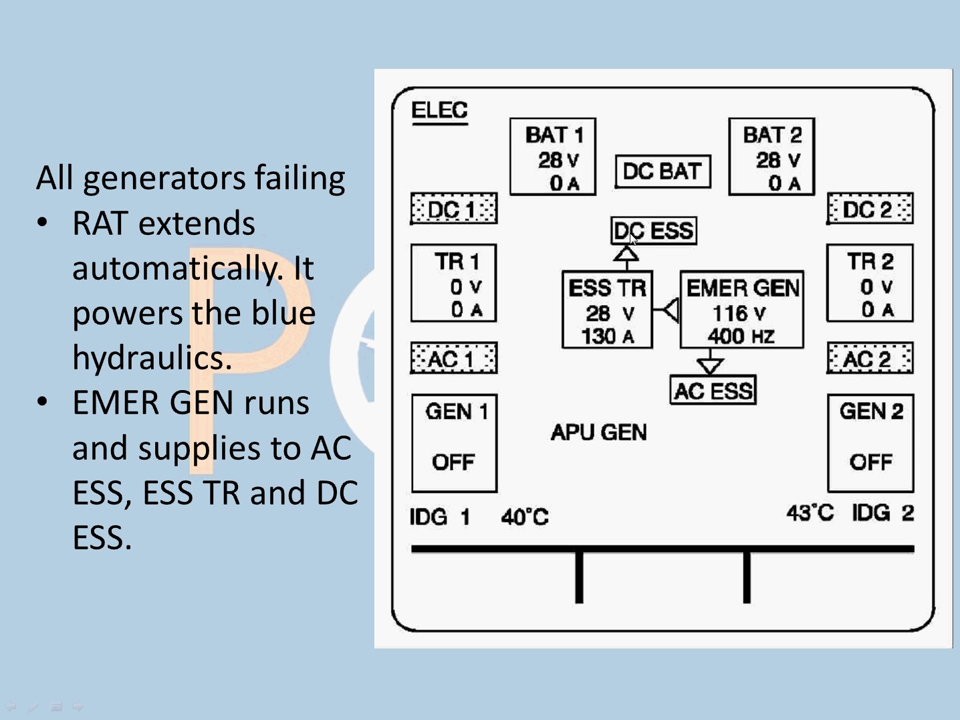 All generators failing
• RAT extends
automatically. It
powers the blue
hydraulics.
• EMER GEN runs
and supplies to AC
ESS, ESS TR and DC
ESS.
ELEC
BAT 1
28 V
0 A
DC BAT
BAT 2
28 V
0 A
DC 1
DC ESS
DC 2
TR 1
0 V
0 A
ESS TR
28 V
130 A
EMER GEN
116 V
400 HZ
TR 2
0 V
0 A
AC 1
AC ESS
AC 2
GEN 1
OFF
APU GEN
GEN 2
OFF
IDG 1 40°C
43°C IDG 2